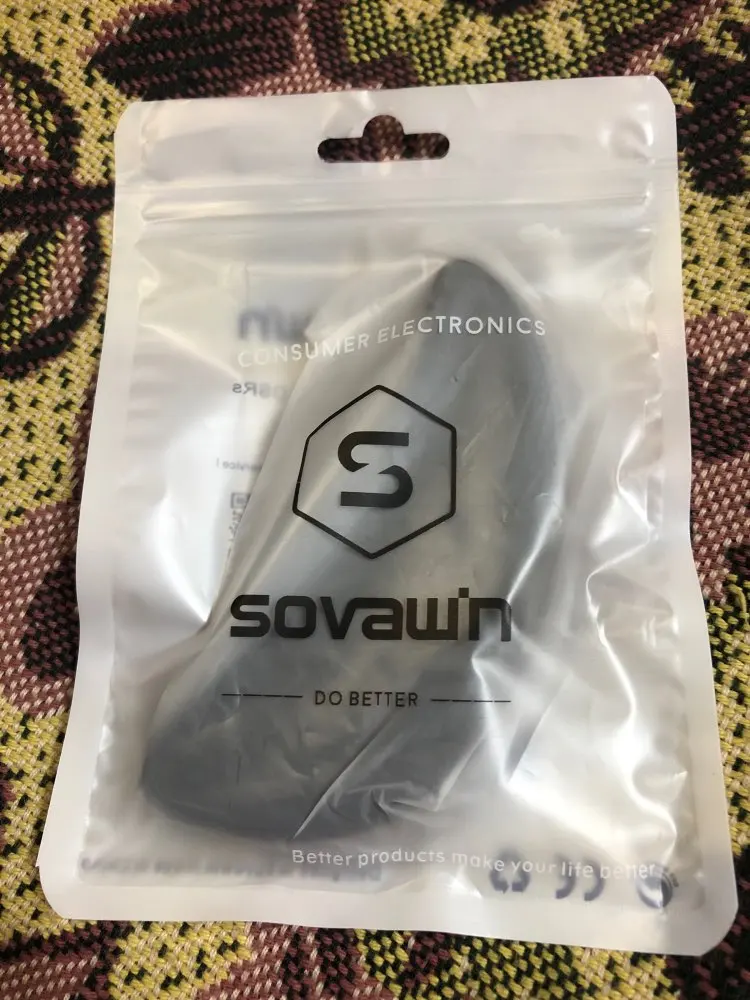 CONSUMER ELECTRONICS
S
sovawin
DO BETTER
Better products make your life better